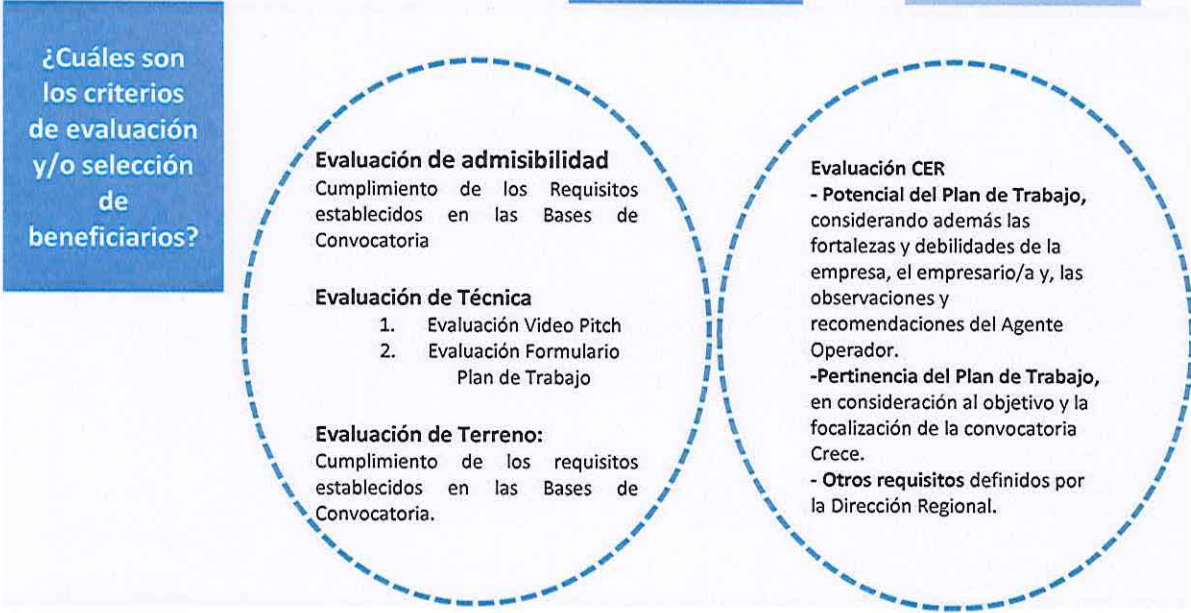 ¿Cuáles son
los criterios
de evaluación
y/o selección
de
beneficiarios?
Evaluación de admisibilidad
Cumplimiento de los Requisitos
establecidos en las Bases de
Convocatoria
Evaluación de Técnica
1. Evaluación Video Pitch
2. Evaluación Formulario
Plan de Trabajo
Evaluación de Terreno:
Cumplimiento de los requisitos
establecidos en las Bases de
Convocatoria.
Evaluación CER
- Potencial del Plan de Trabajo,
considerando además las
fortalezas y debilidades de la
empresa, el empresario/a y, las
observaciones y
recomendaciones del Agente
Operador.
-Pertinencia del Plan de Trabajo,
en consideración al objetivo y la
focalización de la convocatoria
Crece.
- Otros requisitos definidos por
la Dirección Regional.